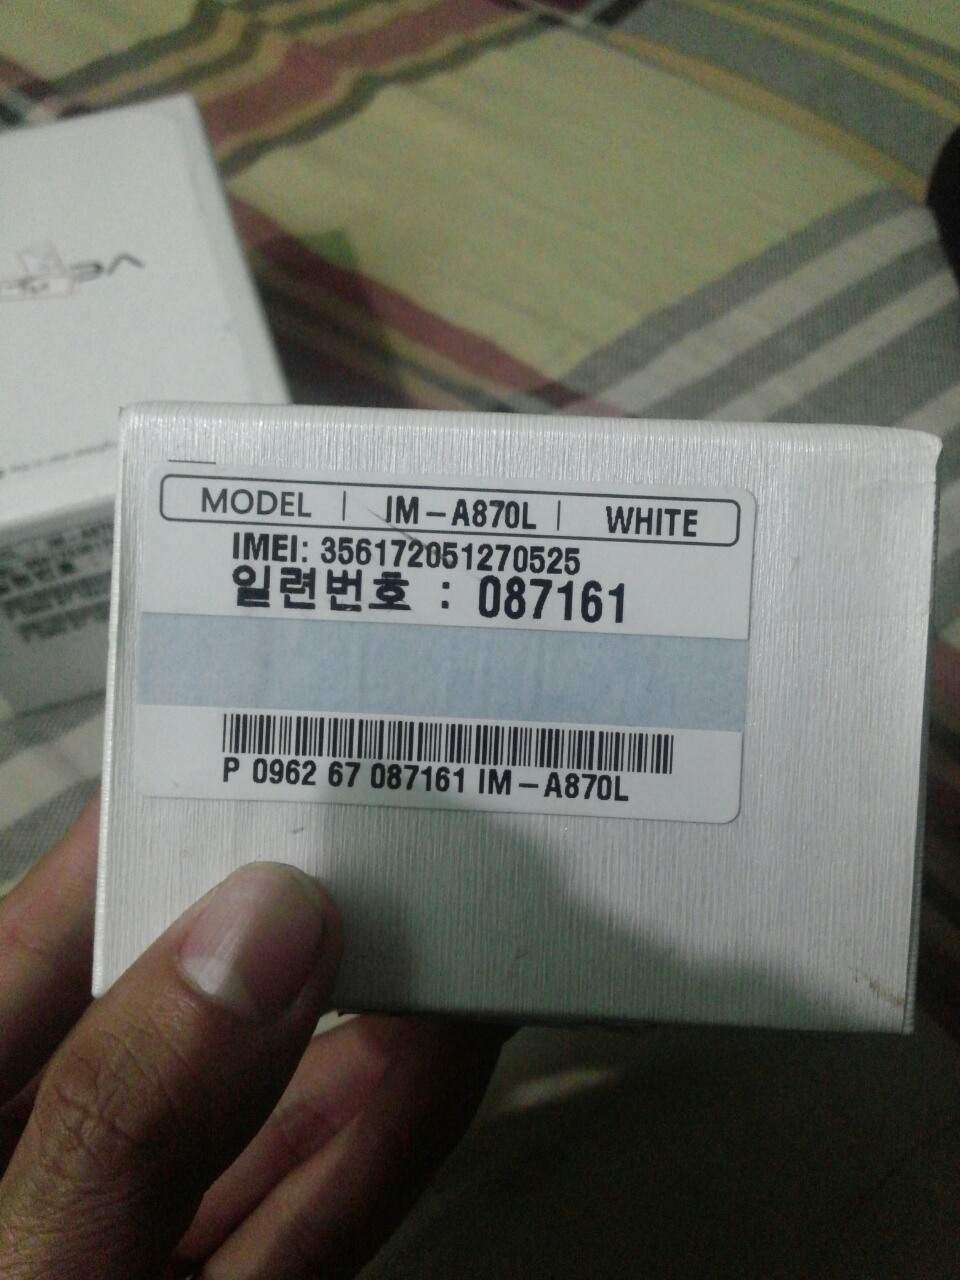 MODEL | IM-A870L | WHITE
IMEI: 356172051270525
일련번호 : 087161
P 0962 67 087161 IM-A870L